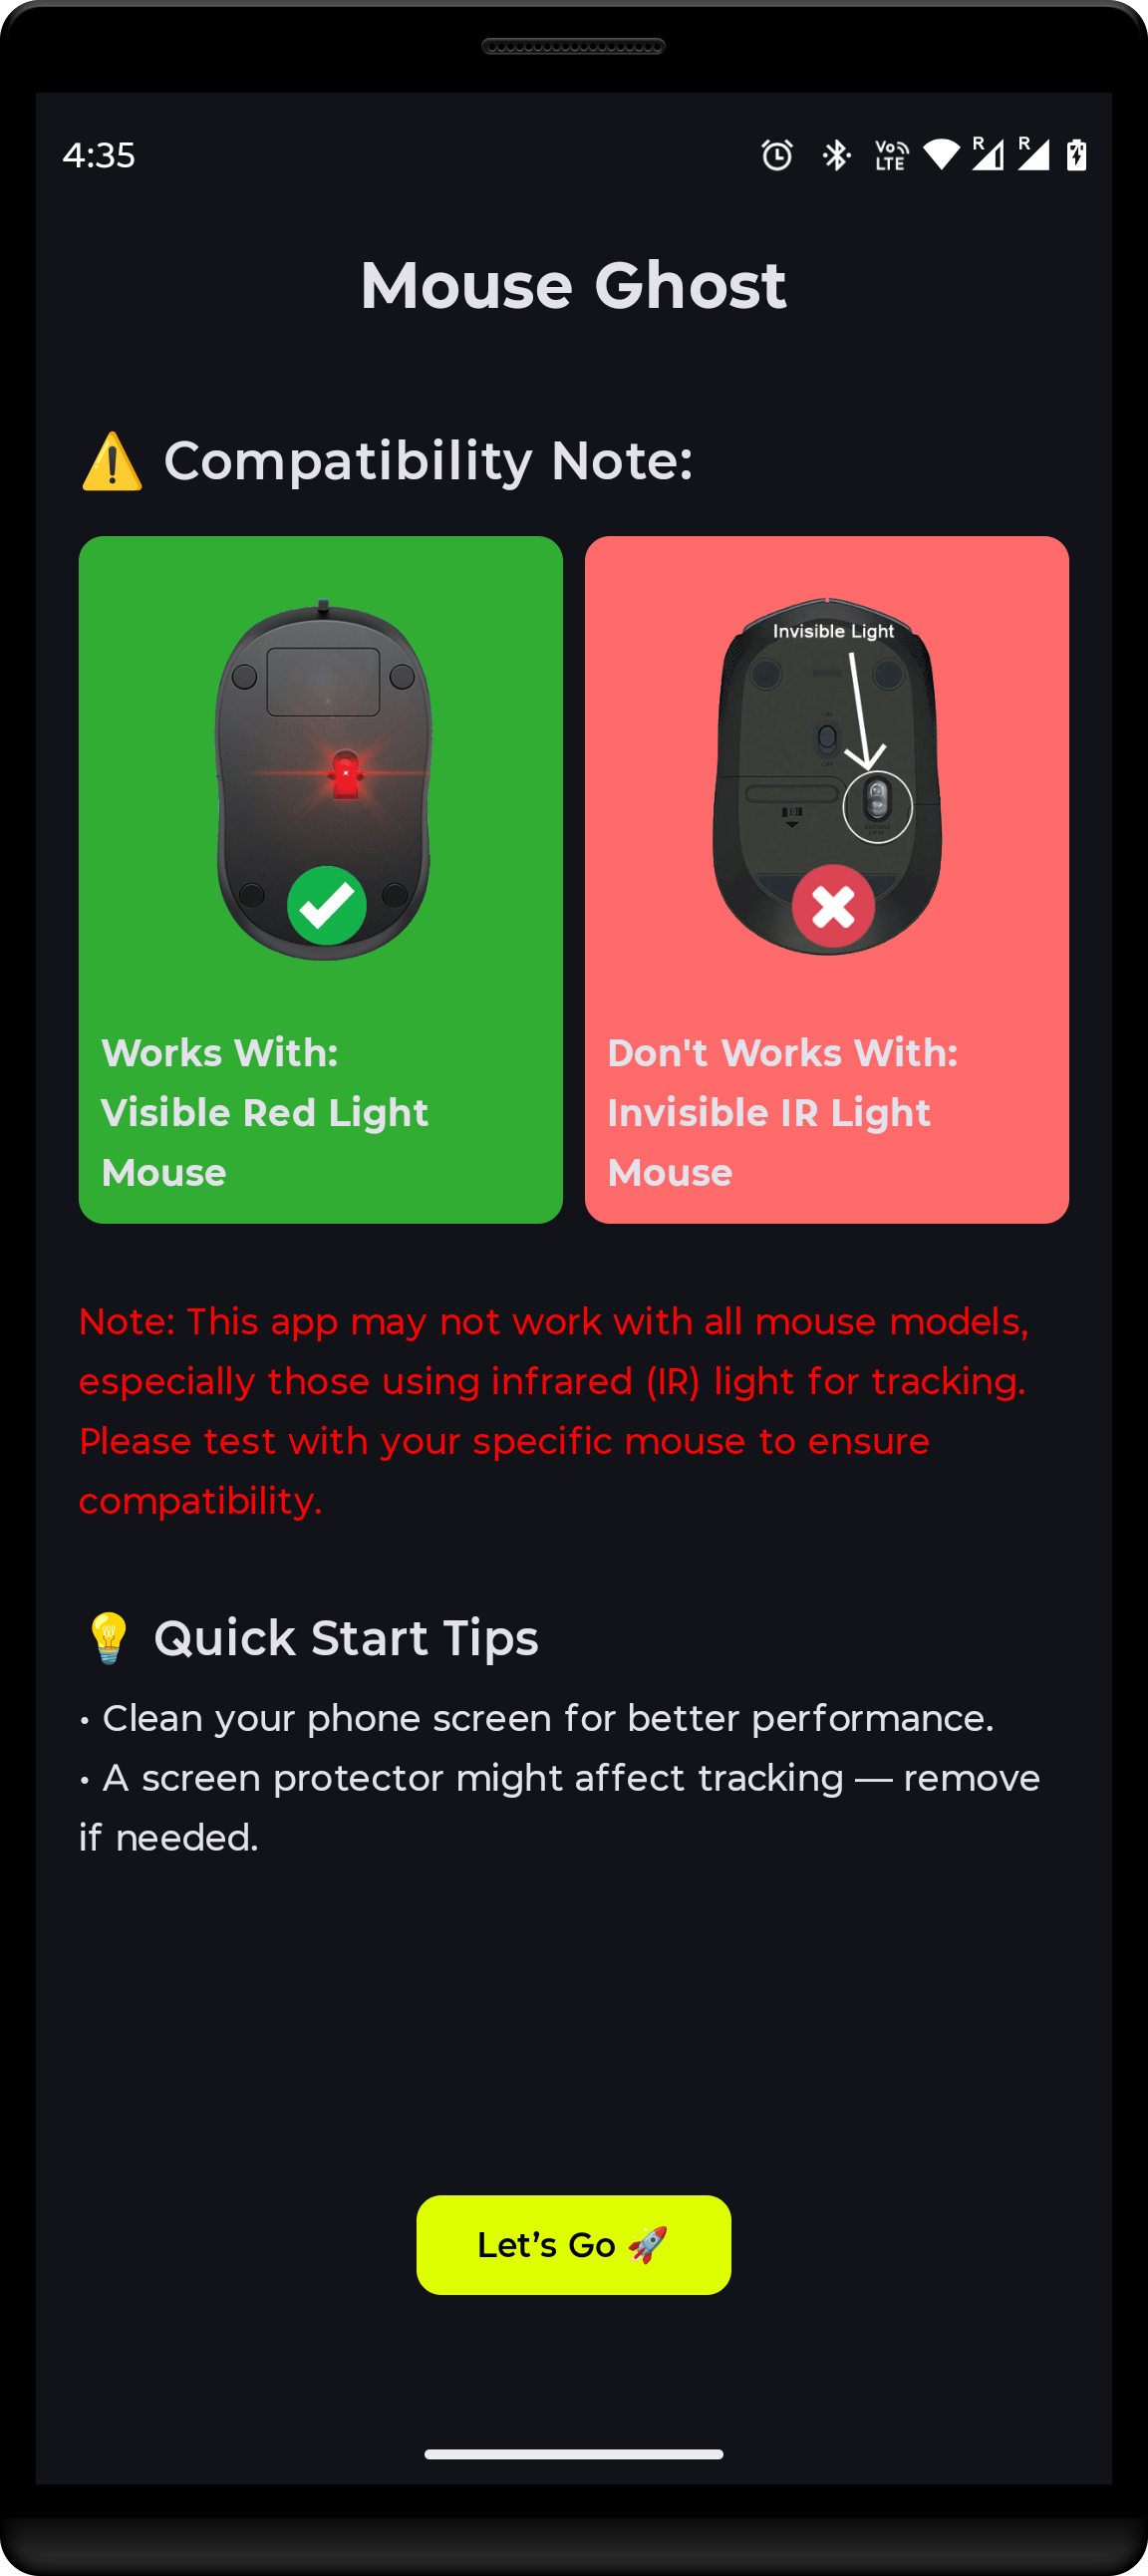 4:35
Vo LTE R R
Mouse Ghost
⚠️ Compatibility Note:
Invisible Light
Works With:
Visible Red Light
Mouse
Don't Works With:
Invisible IR Light
Mouse
Note: This app may not work with all mouse models,
especially those using infrared (IR) light for tracking.
Please test with your specific mouse to ensure
compatibility.
💡 Quick Start Tips
• Clean your phone screen for better performance.
• A screen protector might affect tracking — remove
if needed.
Let’s Go 🚀